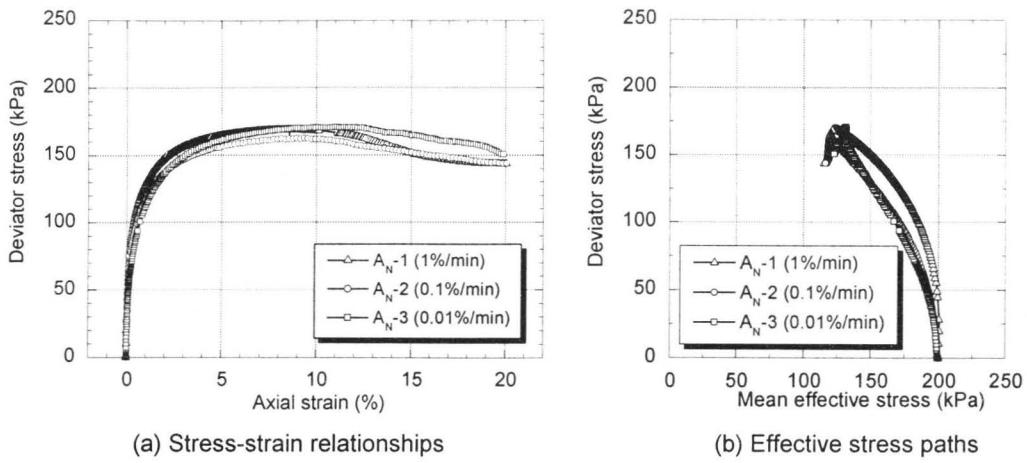 250
200
150
100
50
0
Deviator stress (kPa)
A_N-1 (1%/min)
A_N-2 (0.1%/min)
A_N-3 (0.01%/min)
0 5 10 15 20
Axial strain (%)
(a) Stress-strain relationships
250
200
150
100
50
0
Deviator stress (kPa)
A_N-1 (1%/min)
A_N-2 (0.1%/min)
A_N-3 (0.01%/min)
0 50 100 150 200 250
Mean effective stress (kPa)
(b) Effective stress paths